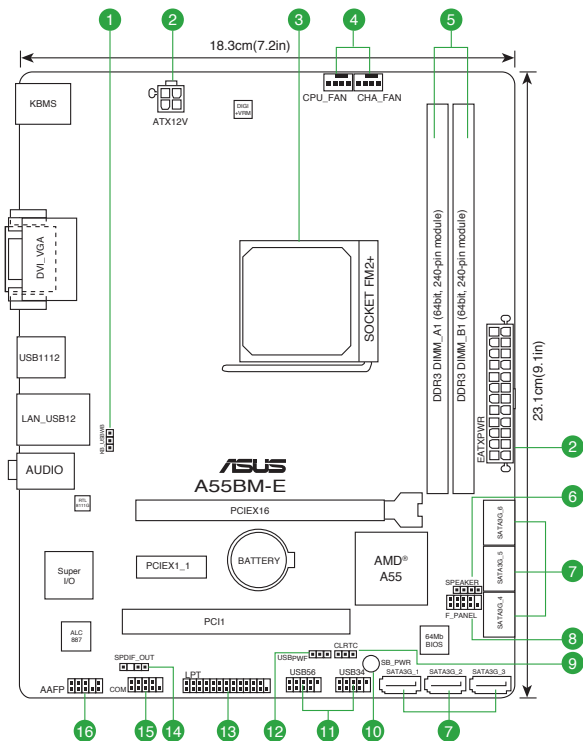 1
2
3
4
5
18.3cm(7.2in)
KBMS
ATX12V
DIGI
+VRM
CPU_FAN
CHA_FAN
DVI_VGA
SOCKET FM2+
DDR3 DIMM_A1 (64bit, 240-pin module)
DDR3 DIMM_B1 (64bit, 240-pin module)
23.1cm(9.1in)
USB1112
EATXPWR
LAN_USB12
KB_USBWB
2
AUDIO
ASUS
A55BM-E
6
RTL
8111G
PCIEX16
SATA3G_6
Super
I/O
PCIEX1_1
BATTERY
AMD®
A55
SATA3G_5
7
SPEAKER
F_PANEL
SATA3G_4
8
ALC
887
PCI1
64Mb
BIOS
9
SPDIF_OUT
USBPWF
CLRTC
SB_PWR
AAFP
COM
LPT
USB56
USB34
SATA3G_1
SATA3G_2
SATA3G_3
16
15
14
13
12
11
10
7